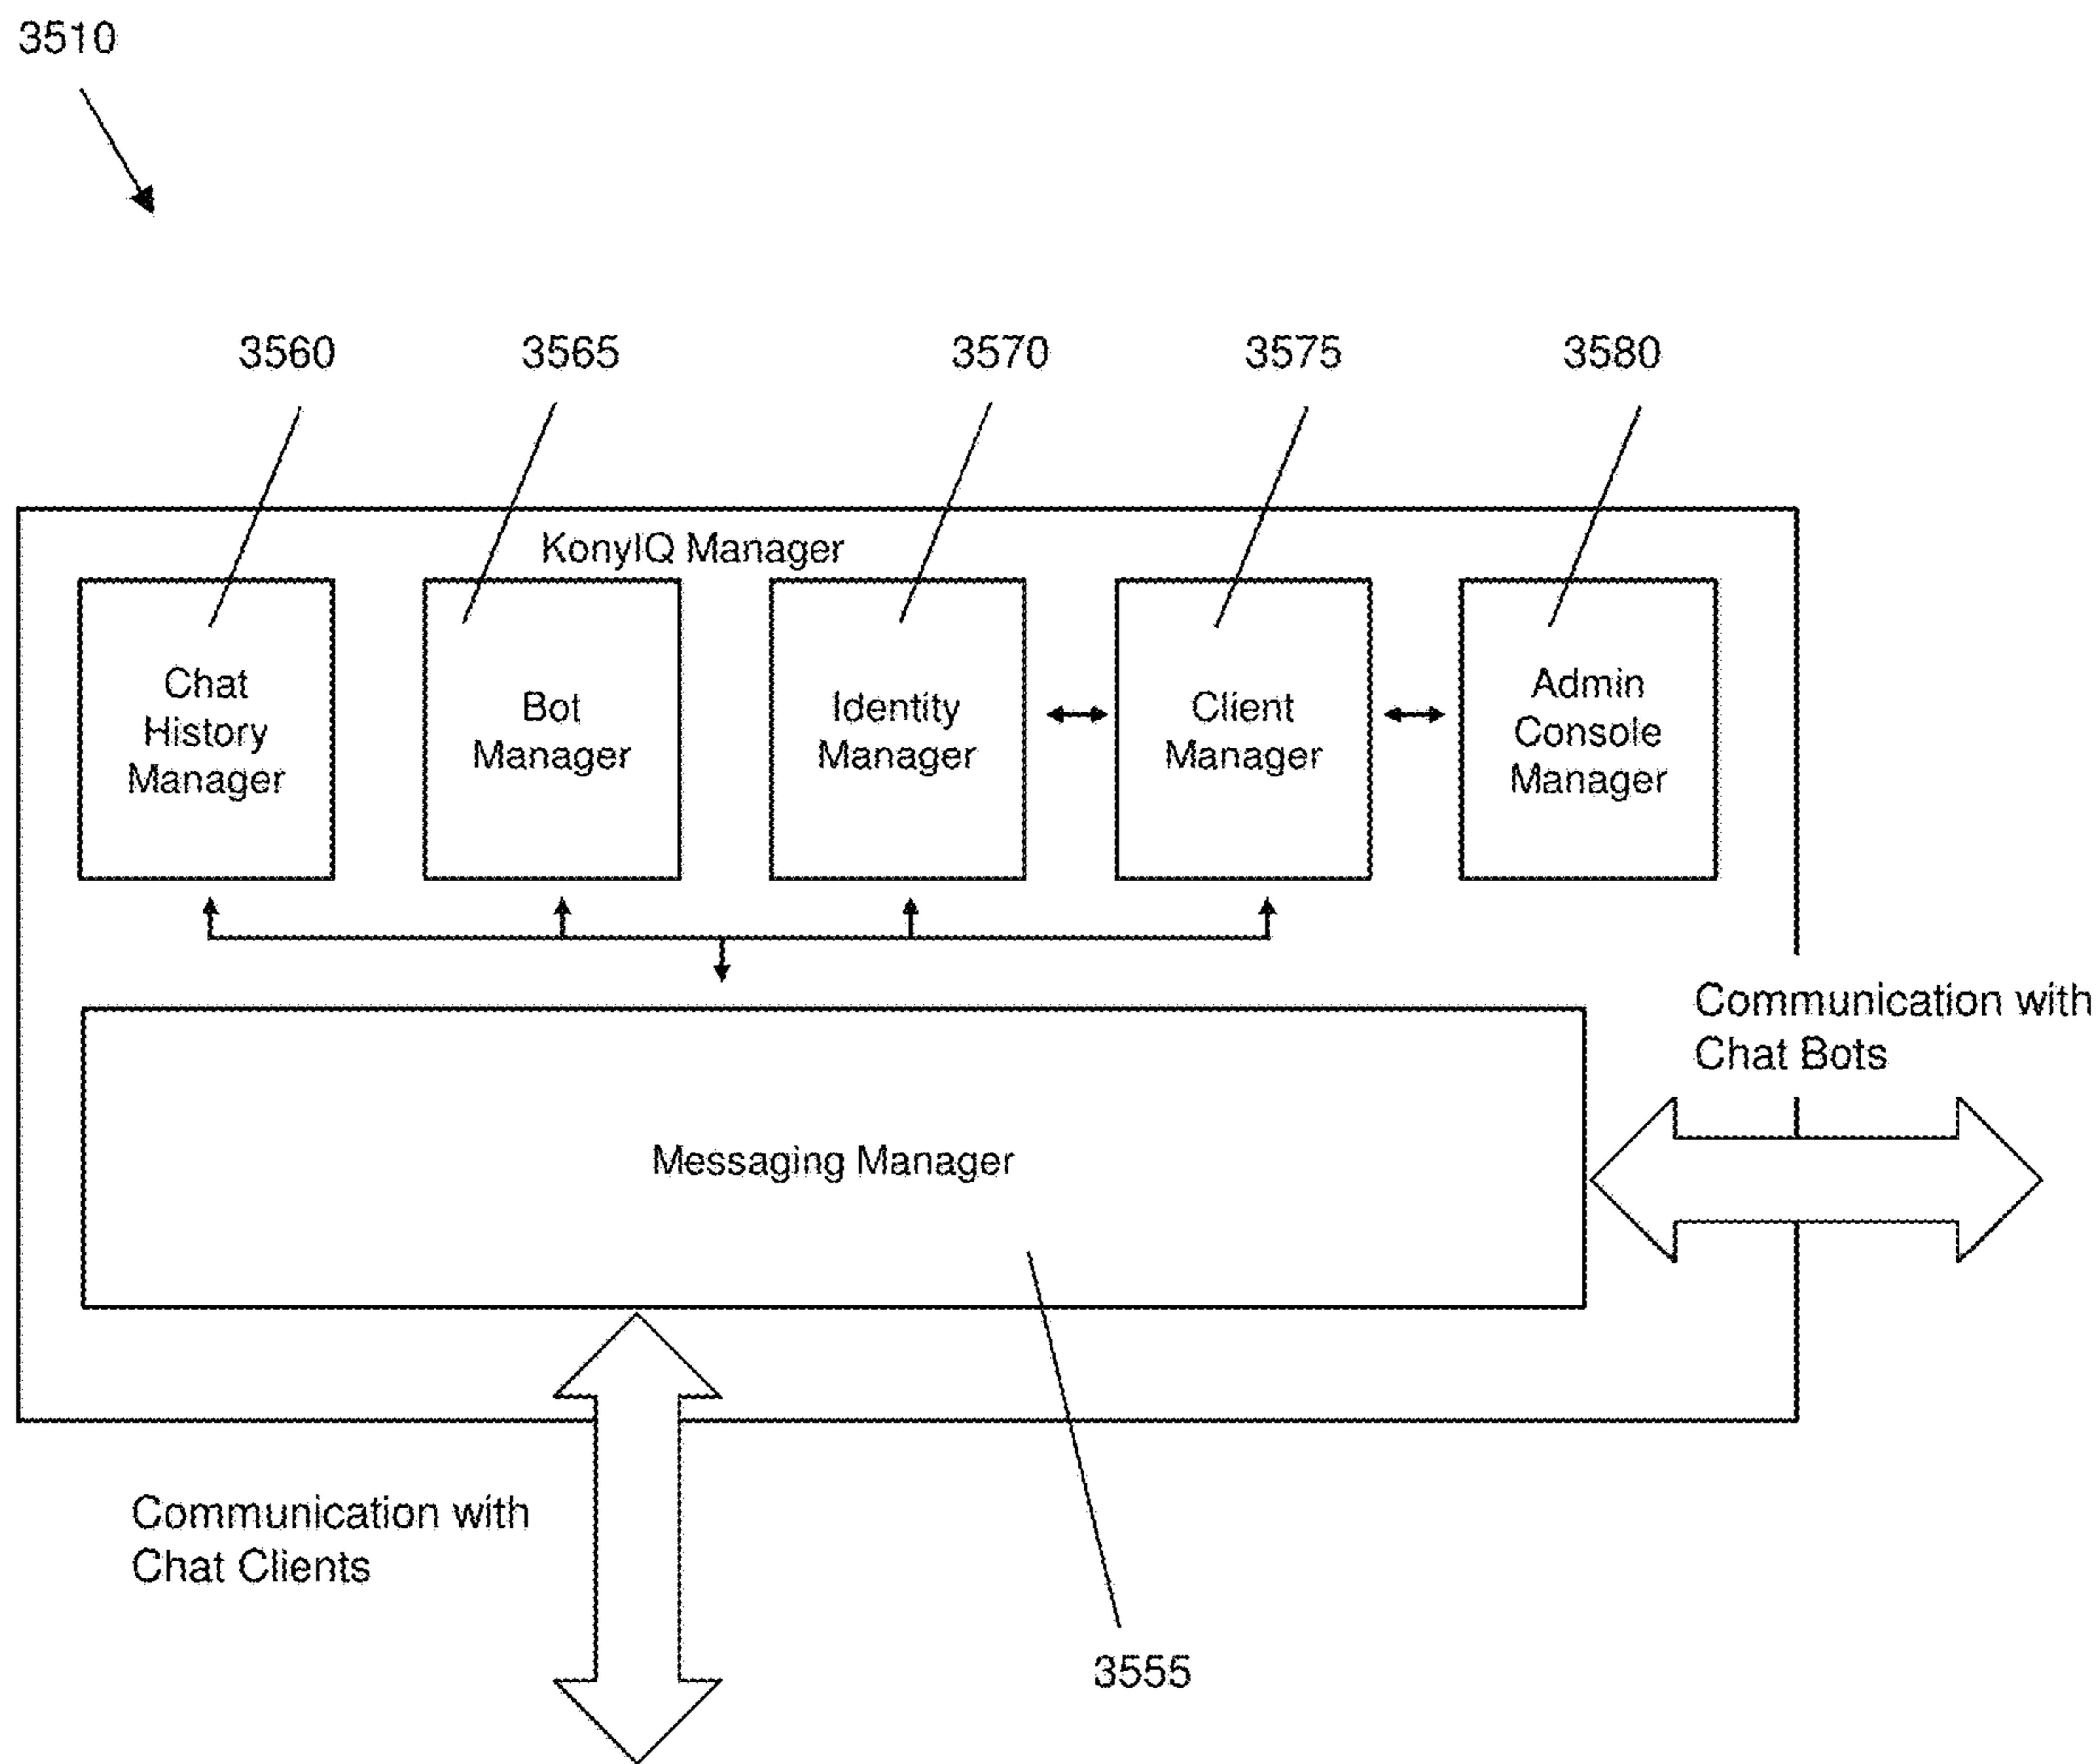 3510
3560
3565
3570
3575
3580
KonyIQ Manager
Chat
History
Manager
Bot
Manager
Identity
Manager
Client
Manager
Admin
Console
Manager
Communication with
Chat Bots
Messaging Manager
Communication with
Chat Clients
3555